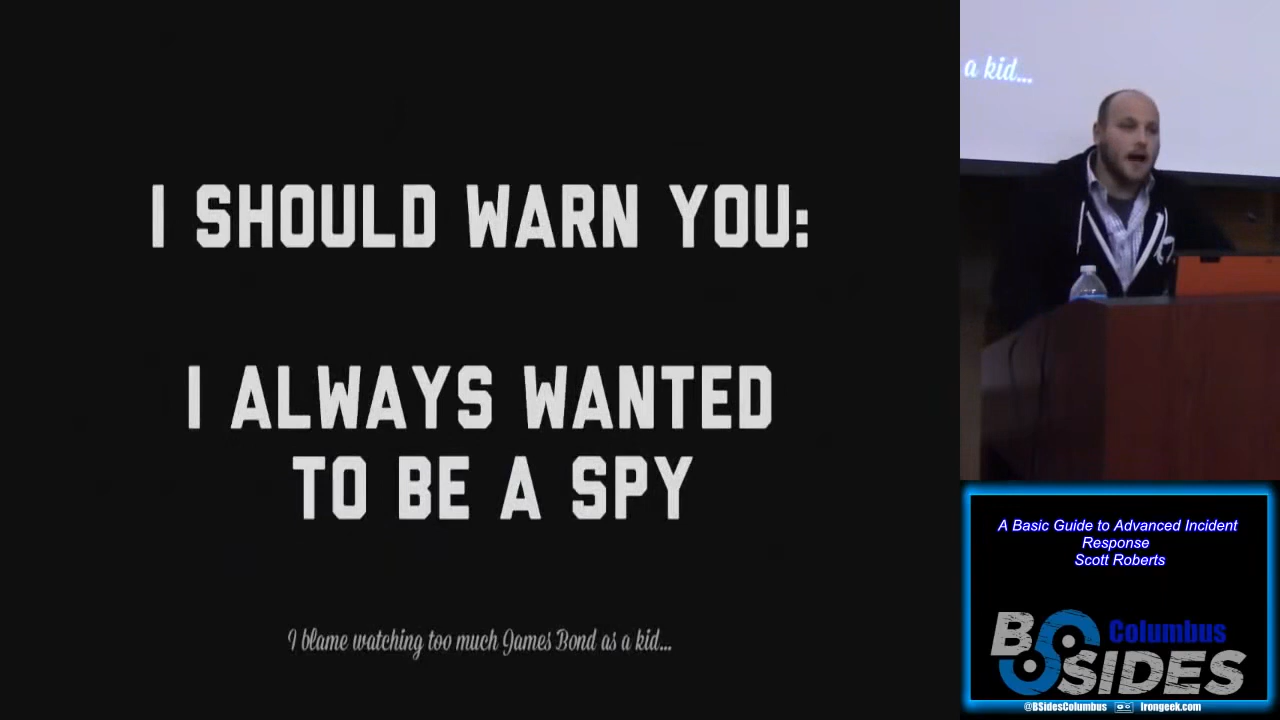 I SHOULD WARN YOU:
I ALWAYS WANTED
TO BE A SPY
I blame watching too much James Bond as a kid...
a kid...
A Basic Guide to Advanced Incident
Response
Scott Roberts
BSIDES
Columbus
@BSidesColumbus Irongeek.com